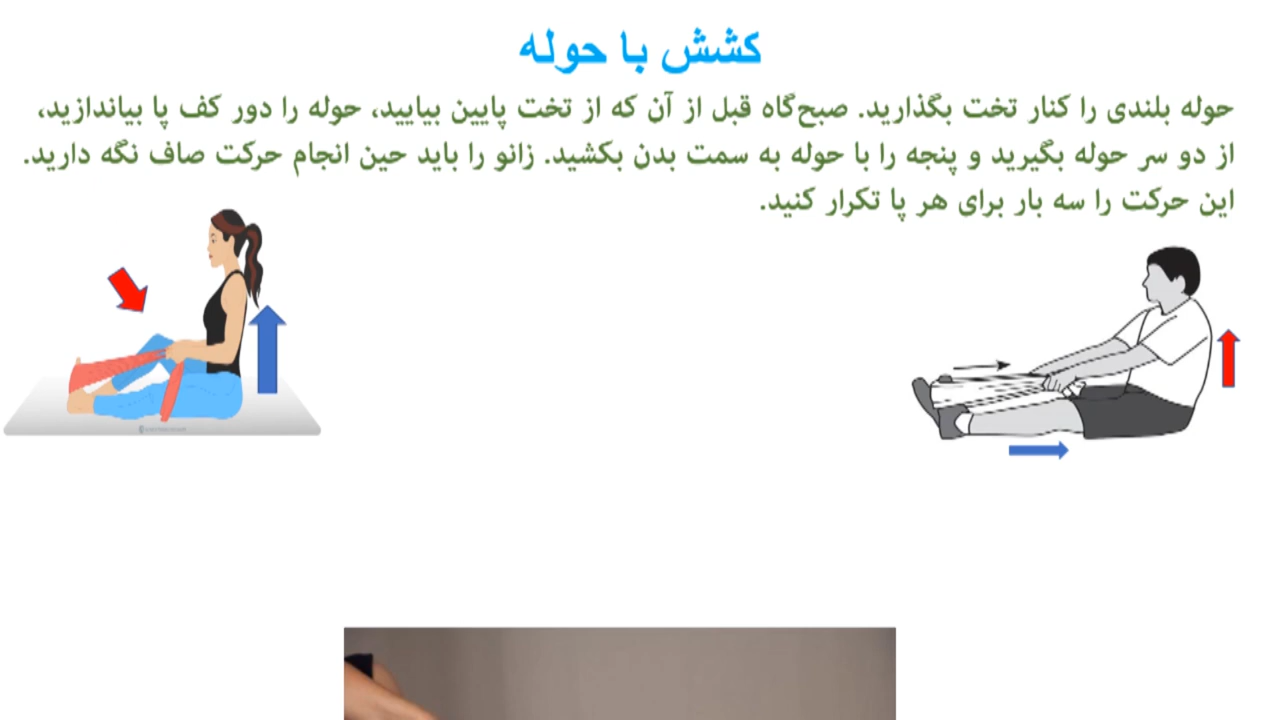 کشش با حوله
حوله بلندی را کنار تخت بگذارید. صبح‌گاه قبل از آن که از تخت پایین بیایید، حوله را دور کف پا بیاندازید،
از دو سر حوله بگیرید و پنجه را با حوله به سمت بدن بکشید. زانو را باید حین انجام حرکت صاف نگه دارید.
این حرکت را سه بار برای هر پا تکرار کنید.